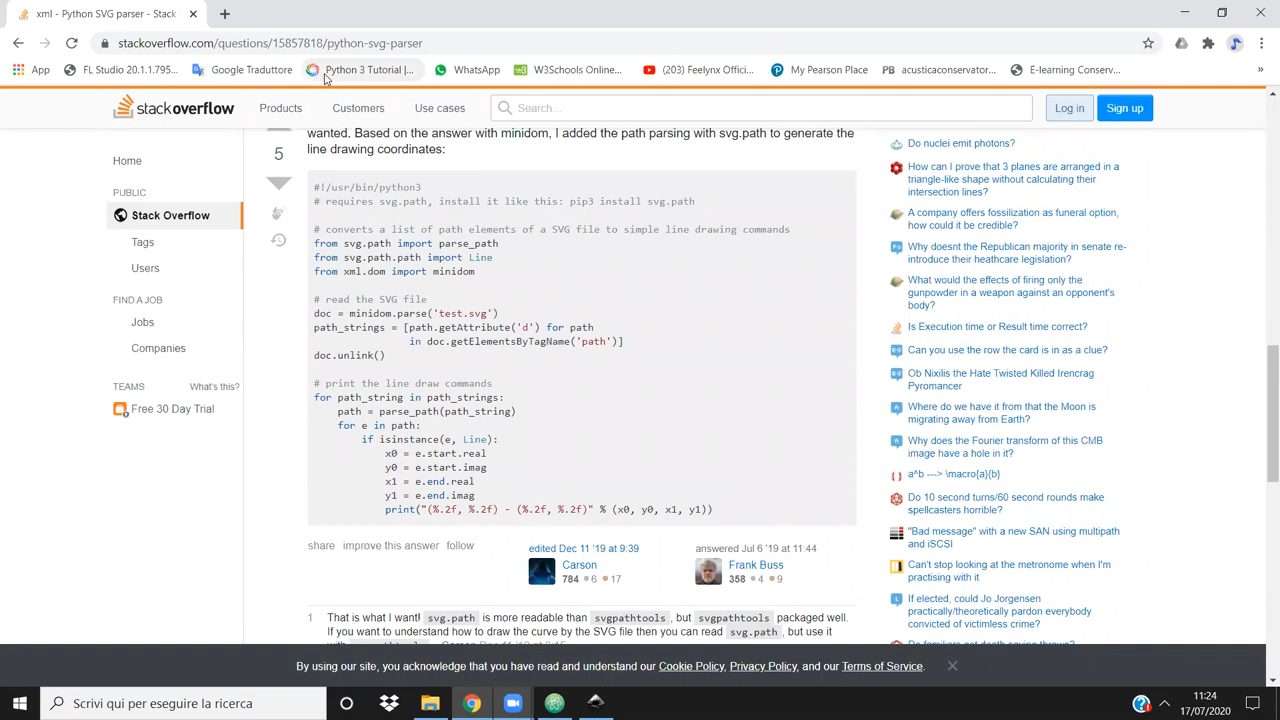 xml - Python SVG parser - Stack
stackoverflow.com/questions/15857818/python-svg-parser
App
FL Studio 20.1.1.795...
Google Traduttore
Python 3 Tutorial |...
WhatsApp
W3Schools Online...
(203) Feelynx Offici...
My Pearson Place
PB acusticaconservator...
E-learning Conserv...
»
stackoverflow
Products
Customers
Use cases
Search...
Log in
Sign up
Home
PUBLIC
Stack Overflow
Tags
Users
FIND A JOB
Jobs
Companies
TEAMS
What's this?
Free 30 Day Trial
5
wanted. Based on the answer with minidom, I added the path parsing with svg.path to generate the
line drawing coordinates:
#!/usr/bin/python3
# requires svg.path, install it like this: pip3 install svg.path
# converts a list of path elements of a SVG file to simple line drawing commands
from svg.path import parse_path
from svg.path.path import Line
from xml.dom import minidom
# read the SVG file
doc = minidom.parse('test.svg')
path_strings = [path.getAttribute('d') for path
in doc.getElementsByTagName('path')]
doc.unlink()
# print the line draw commands
for path_string in path_strings:
path = parse_path(path_string)
for e in path:
if isinstance(e, Line):
x0 = e.start.real
y0 = e.start.imag
x1 = e.end.real
y1 = e.end.imag
print("(%.2f, %.2f) - (%.2f, %.2f)" % (x0, y0, x1, y1))
share improve this answer follow
edited Dec 11 '19 at 9:39
Carson
784 6 17
answered Jul 6 '19 at 11:44
Frank Buss
358 4 9
1 That is what I want! svg.path is more readable than svgpathtools, but svgpathtools packaged well.
If you want to understand how to draw the curve by the SVG file then you can read svg.path, but use it
Do nuclei emit photons?
How can I prove that 3 planes are arranged in a
triangle-like shape without calculating their
intersection lines?
A company offers fossilization as funeral option,
how could it be credible?
Why doesnt the Republican majority in senate re-
introduce their heathcare legislation?
What would the effects of firing only the
gunpowder in a weapon against an opponent's
body?
Is Execution time or Result time correct?
Can you use the row the card is in as a clue?
Ob Nixilis the Hate Twisted Killed Irencrag
Pyromancer
Where do we have it from that the Moon is
migrating away from Earth?
Why does the Fourier transform of this CMB
image have a hole in it?
a^b ---> \macro{a}{b}
Do 10 second turns/60 second rounds make
spellcasters horrible?
"Bad message" with a new SAN using multipath
and iSCSI
Can't stop looking at the metronome when I'm
practising with it
If elected, could Jo Jorgensen
practically/theoretically pardon everybody
convicted of victimless crime?
By using our site, you acknowledge that you have read and understand our Cookie Policy, Privacy Policy, and our Terms of Service.
Scrivi qui per eseguire la ricerca
11:24
17/07/2020